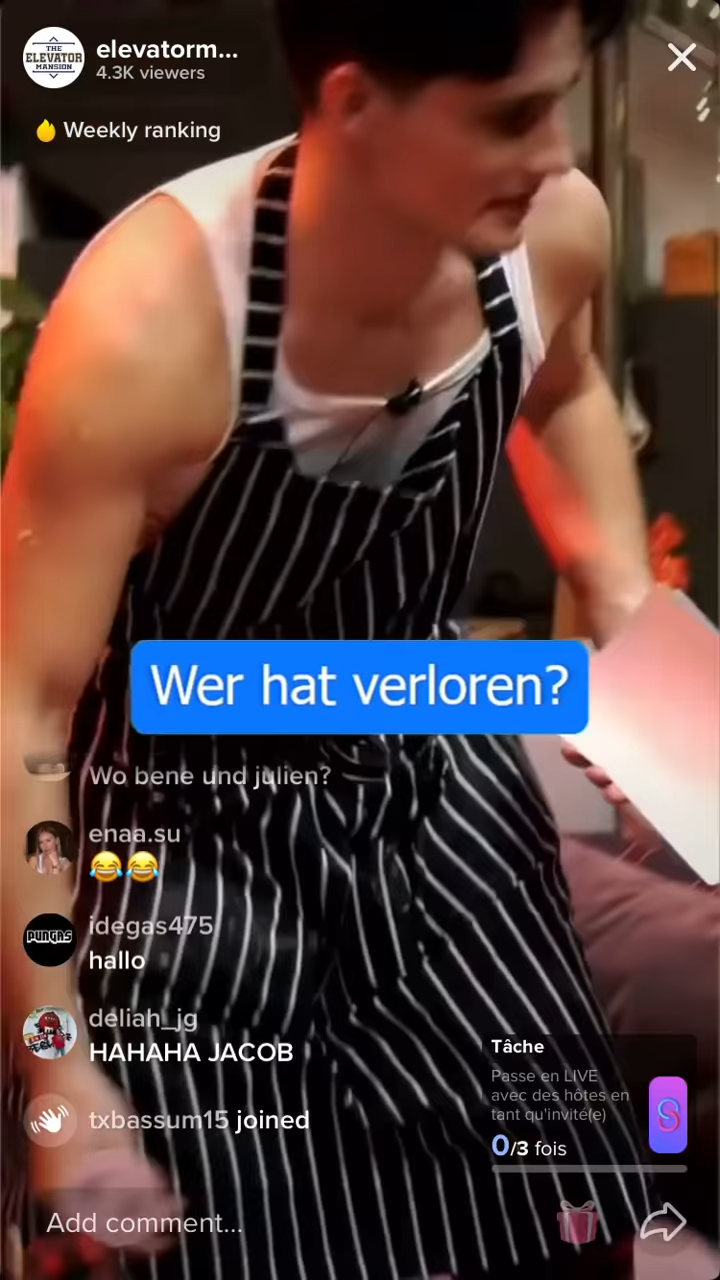 THE
ELEVATOR
MANSION
elevatorm...
4.3K viewers
Weekly ranking
Wer hat verloren?
Wo bene und julien?
enaa.su
😂😂
PUNGAS
idegas475
hallo
deliah_jg
HAHAHA JACOB
txbassum15 joined
Tâche
Passe en LIVE
avec des hôtes en
tant qu'invité(e)
0/3 fois
Add comment...